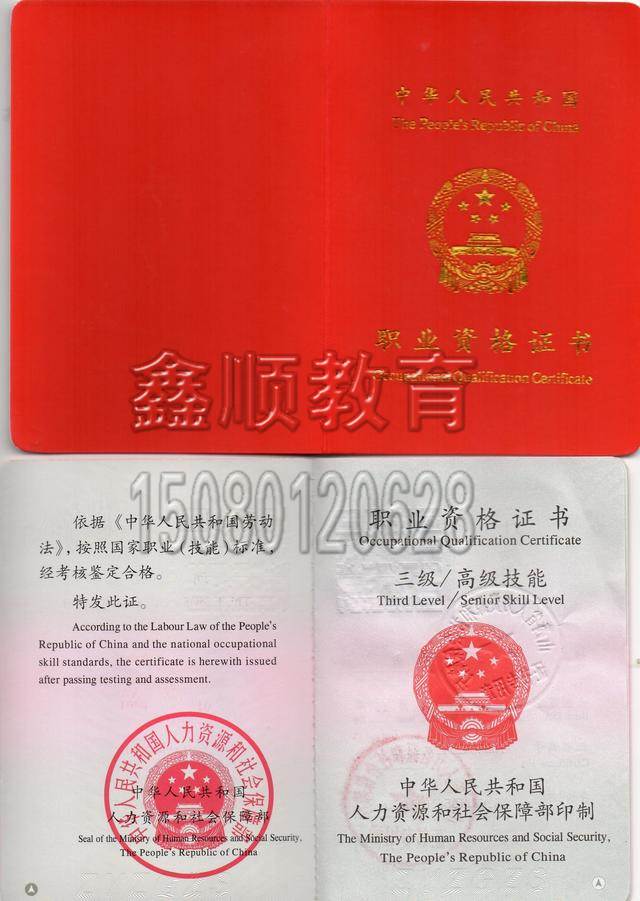 中华人民共和国
The People's Republic of China
职业资格证书
Occupational Qualification Certificate
鑫顺教育
15080120628
依据《中华人民共和国劳动
法》，按照国家职业（技能）标准，
经考核鉴定合格。
特发此证。
According to the Labour Law of the People's
Republic of China and the national occupational
skill standards, the certificate is herewith issued
after passing testing and assessment.
中华人民共和国人力资源和社会保障部
中华人民共和国
人力资源和社会保障部
Seal of the Ministry of Human Resources and Social Security,
The People's Republic of China
职业资格证书
Occupational Qualification Certificate
三级/高级技能
Third Level / Senior Skill Level
中华人民共和国
人力资源和社会保障部印制
The Ministry of Human Resources and Social Security,
The People's Republic of China